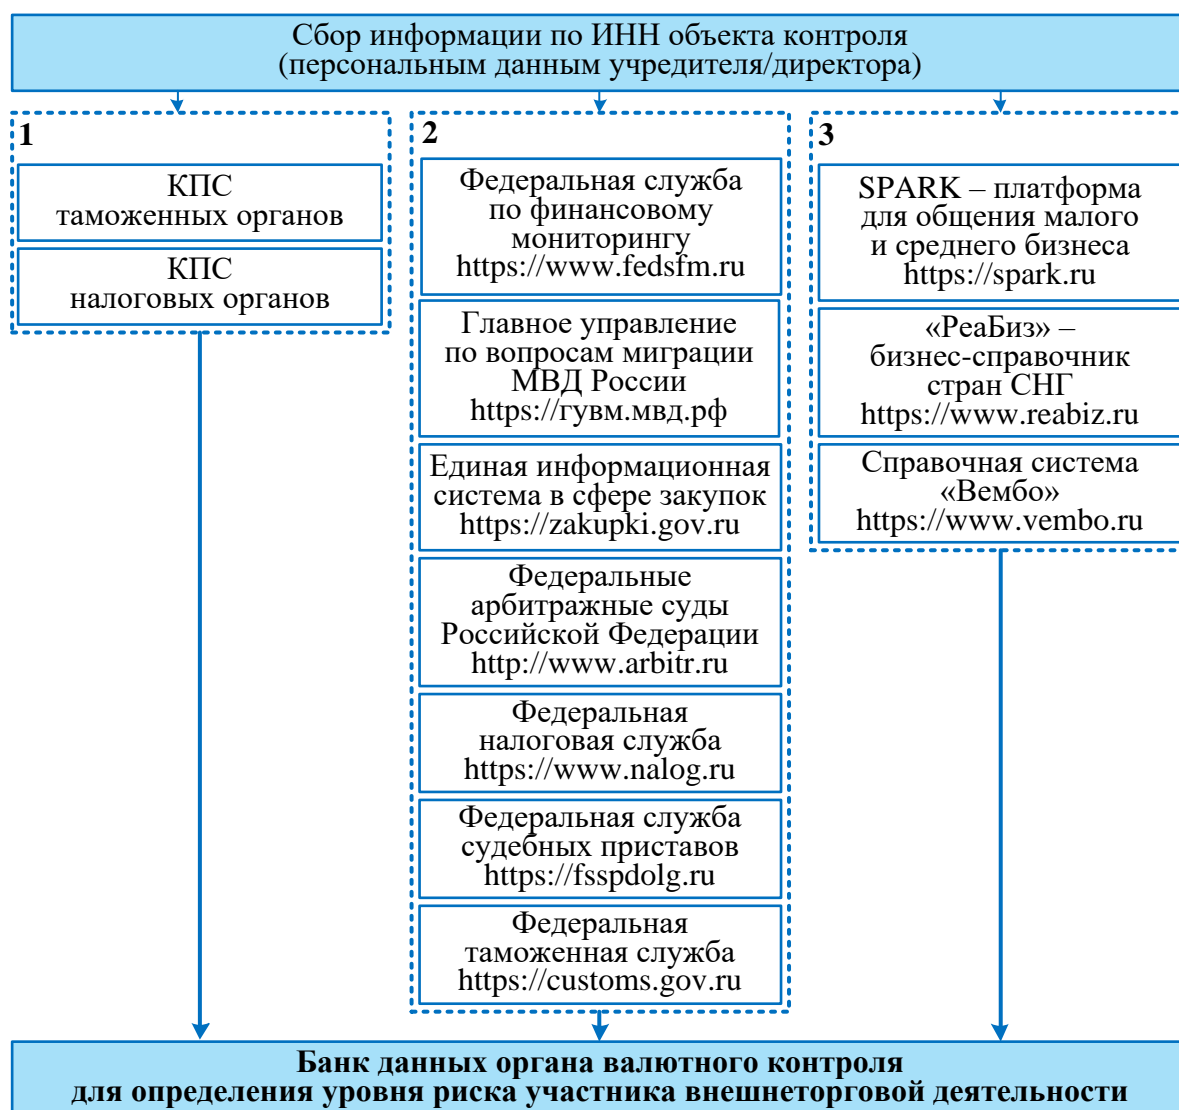 Сбор информации по ИНН объекта контроля
(персональным данным учредителя/директора)
1
КПС
таможенных органов
КПС
налоговых органов
2
Федеральная служба
по финансовому
мониторингу
https://www.fedsfm.ru
Главное управление
по вопросам миграции
МВД России
https://гувм.мвд.рф
Единая информационная
система в сфере закупок
https://zakupki.gov.ru
Федеральные
арбитражные суды
Российской Федерации
http://www.arbitr.ru
Федеральная
налоговая служба
https://www.nalog.ru
Федеральная служба
судебных приставов
https://fsspdolg.ru
Федеральная
таможенная служба
https://customs.gov.ru
3
SPARK – платформа
для общения малого
и среднего бизнеса
https://spark.ru
«РеаБиз» –
бизнес-справочник
стран СНГ
https://www.reabiz.ru
Справочная система
«Вембо»
https://www.vembo.ru
Банк данных органа валютного контроля
для определения уровня риска участника внешнеторговой деятельности